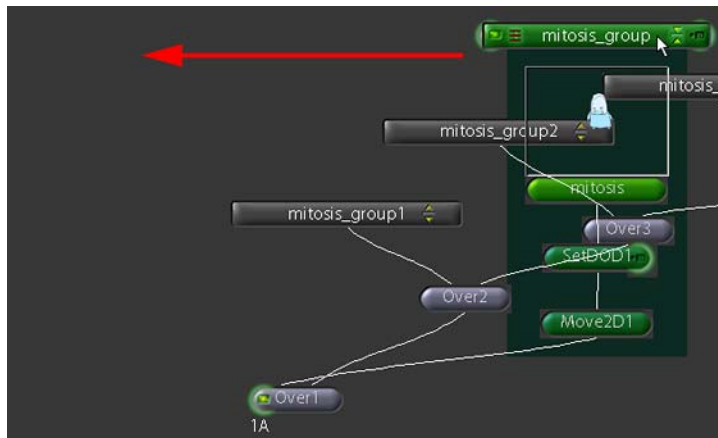 mitosis_group
mitosis_
mitosis_group2
mitosis
mitosis_group1
Over3
SetDOD1
Over2
Move2D1
Over1
1A